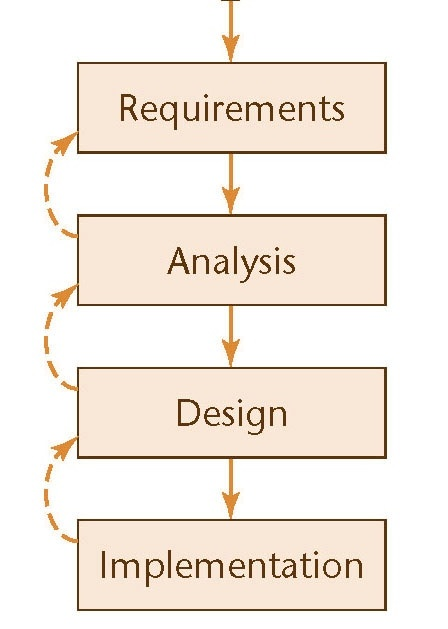 Requirements
Analysis
Design
Implementation